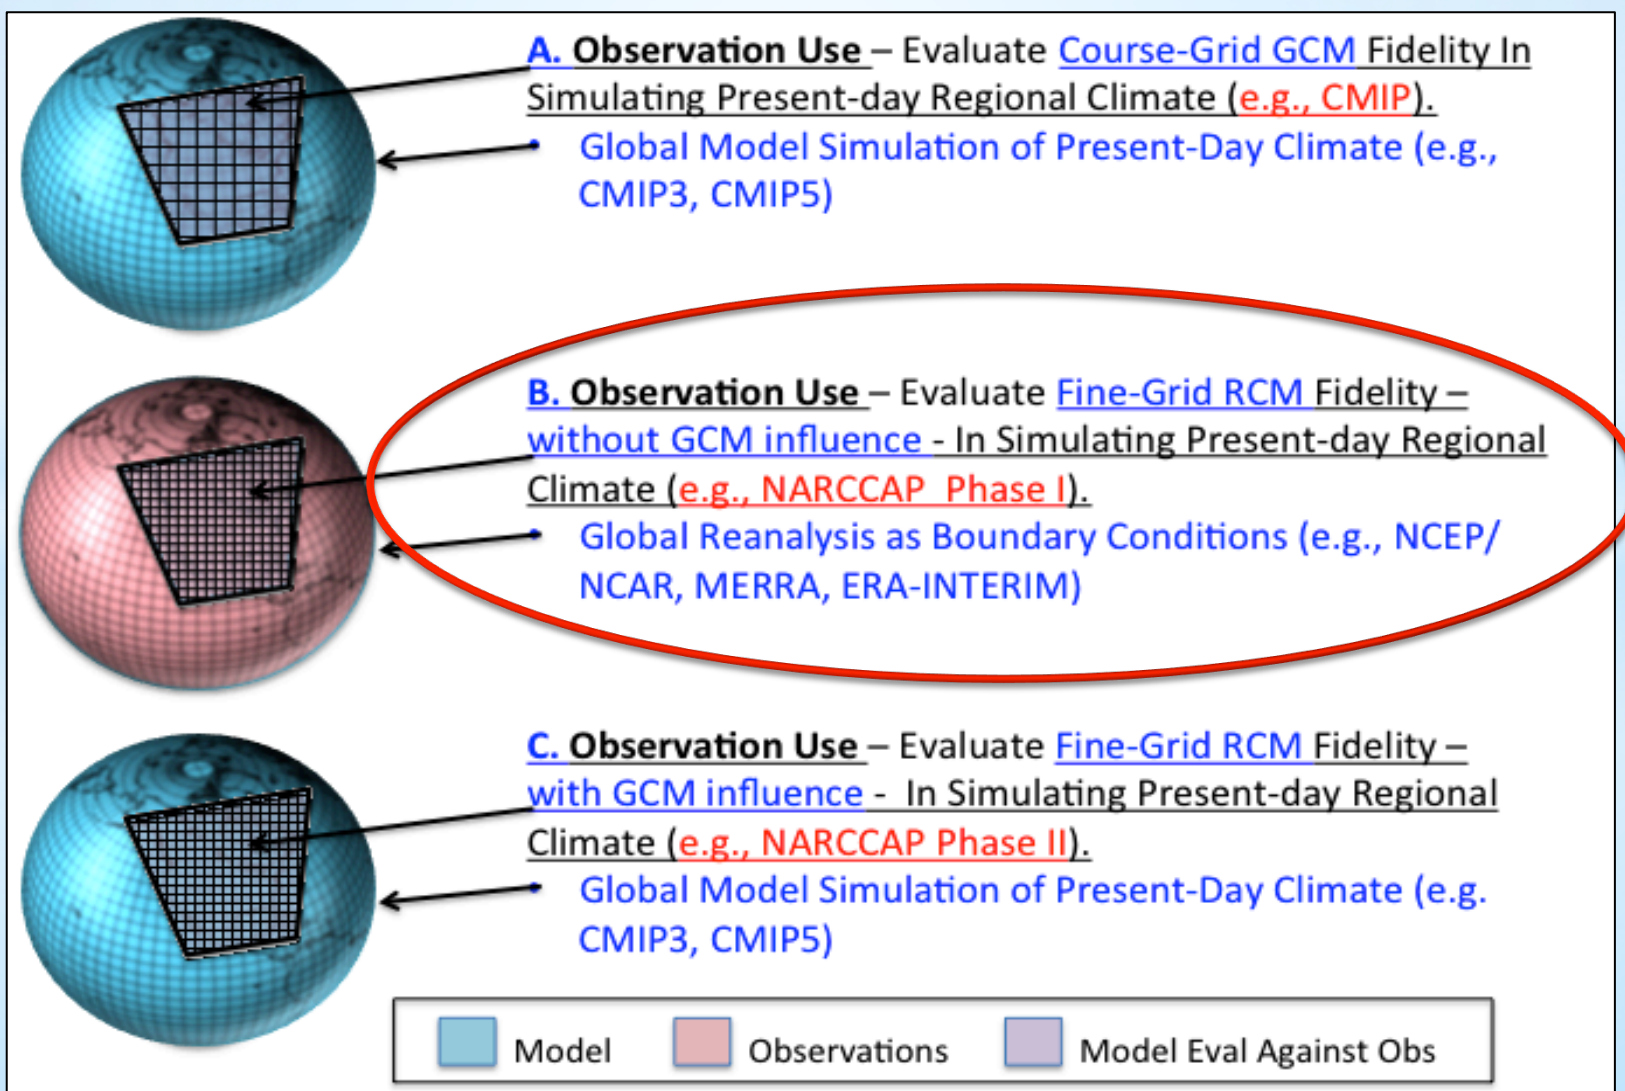 A. Observation Use – Evaluate Course-Grid GCM Fidelity In
Simulating Present-day Regional Climate (e.g., CMIP).
• Global Model Simulation of Present-Day Climate (e.g.,
CMIP3, CMIP5)
B. Observation Use – Evaluate Fine-Grid RCM Fidelity –
without GCM influence - In Simulating Present-day Regional
Climate (e.g., NARCCAP Phase I).
• Global Reanalysis as Boundary Conditions (e.g., NCEP/
NCAR, MERRA, ERA-INTERIM)
C. Observation Use – Evaluate Fine-Grid RCM Fidelity –
with GCM influence - In Simulating Present-day Regional
Climate (e.g., NARCCAP Phase II).
• Global Model Simulation of Present-Day Climate (e.g.
CMIP3, CMIP5)
Model Observations Model Eval Against Obs